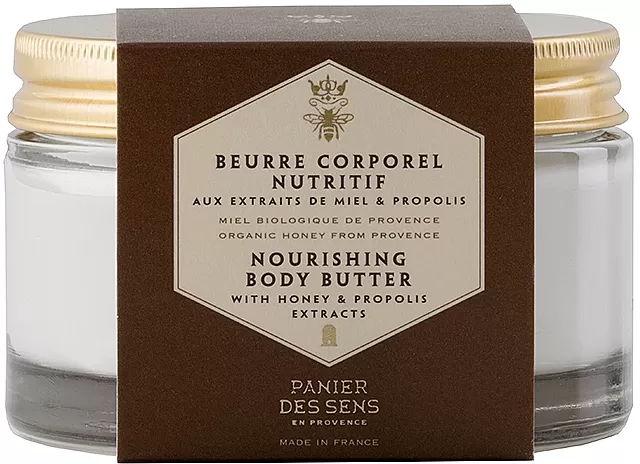 BEURRE CORPOREL
NUTRITIF
AUX EXTRAITS DE MIEL & PROPOLIS
MIEL BIOLOGIQUE DE PROVENCE
ORGANIC HONEY FROM PROVENCE
NOURISHING
BODY BUTTER
WITH HONEY & PROPOLIS
EXTRACTS
PANIER
DES SENS
EN PROVENCE
MADE IN FRANCE